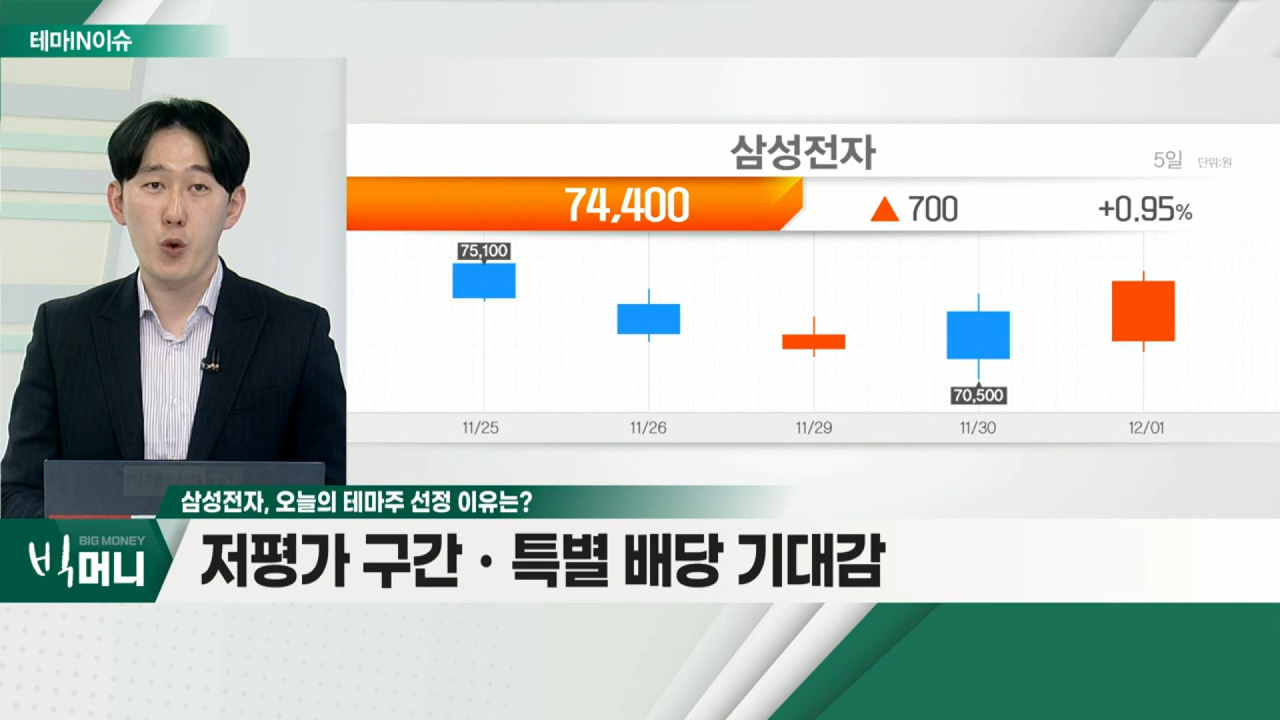 테마IN이슈
삼성전자
5일 단위:원
74,400 ▲ 700 +0.95%
75,100
70,500
11/25 11/26 11/29 11/30 12/01
삼성전자, 오늘의 테마주 선정 이유는?
BIG MONEY
빅머니
저평가 구간 · 특별 배당 기대감